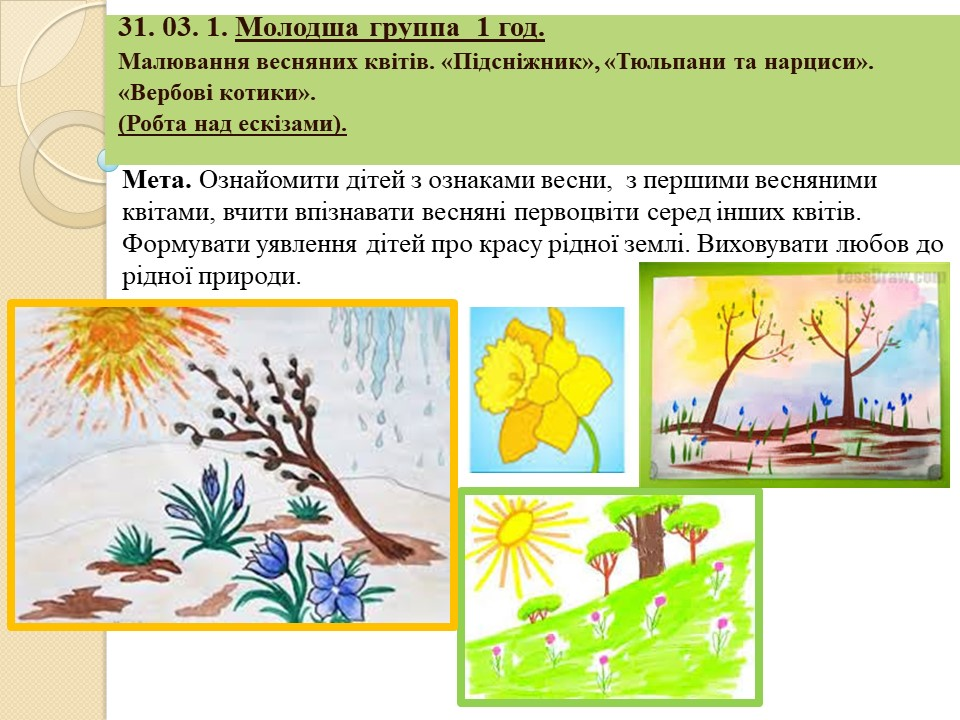 31. 03. 1. Молодша группа 1 год.
Малювання весняних квітів. «Підсніжник», «Тюльпани та нарциси».
«Вербові котики».
(Робта над ескізами).
Мета. Ознайомити дітей з ознаками весни, з першими весняними
квітами, вчити впізнавати весняні первоцвіти серед інших квітів.
Формувати уявлення дітей про красу рідної землі. Виховувати любов до
рідної природи.
LessDraw.com